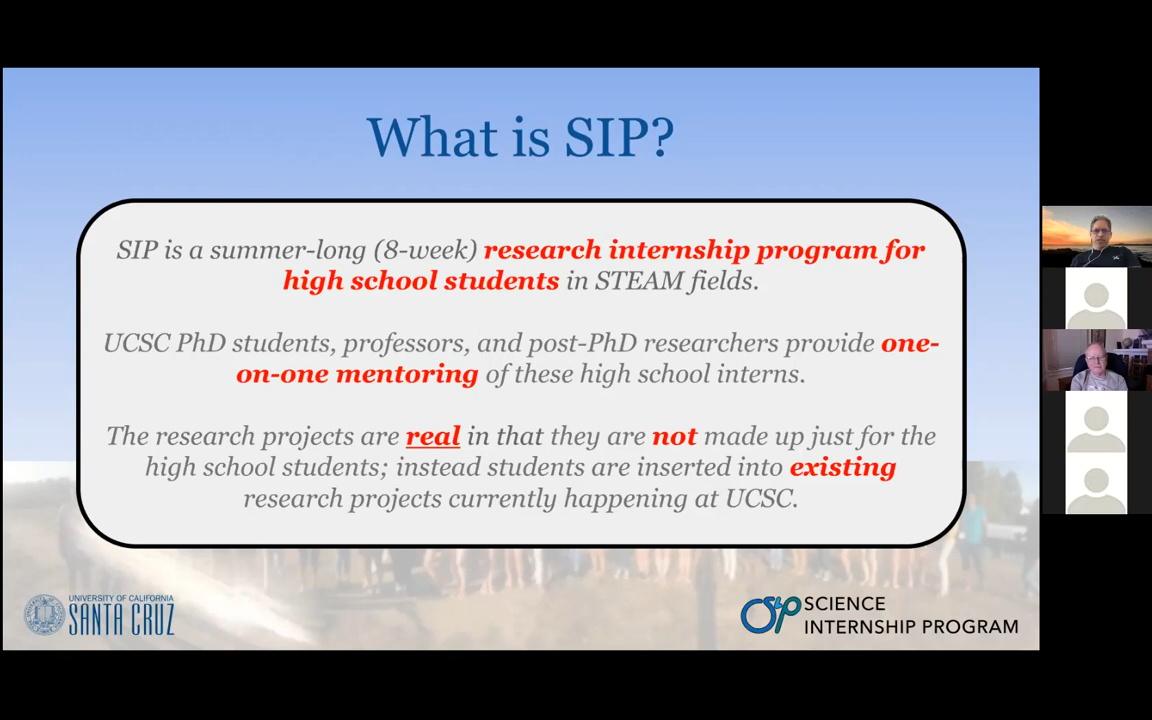 What is SIP?
SIP is a summer-long (8-week) research internship program for
high school students in STEAM fields.
UCSC PhD students, professors, and post-PhD researchers provide one-
on-one mentoring of these high school interns.
The research projects are real in that they are not made up just for the
high school students; instead students are inserted into existing
research projects currently happening at UCSC.
UNIVERSITY OF CALIFORNIA
SANTA CRUZ
SIP SCIENCE
INTERNSHIP PROGRAM